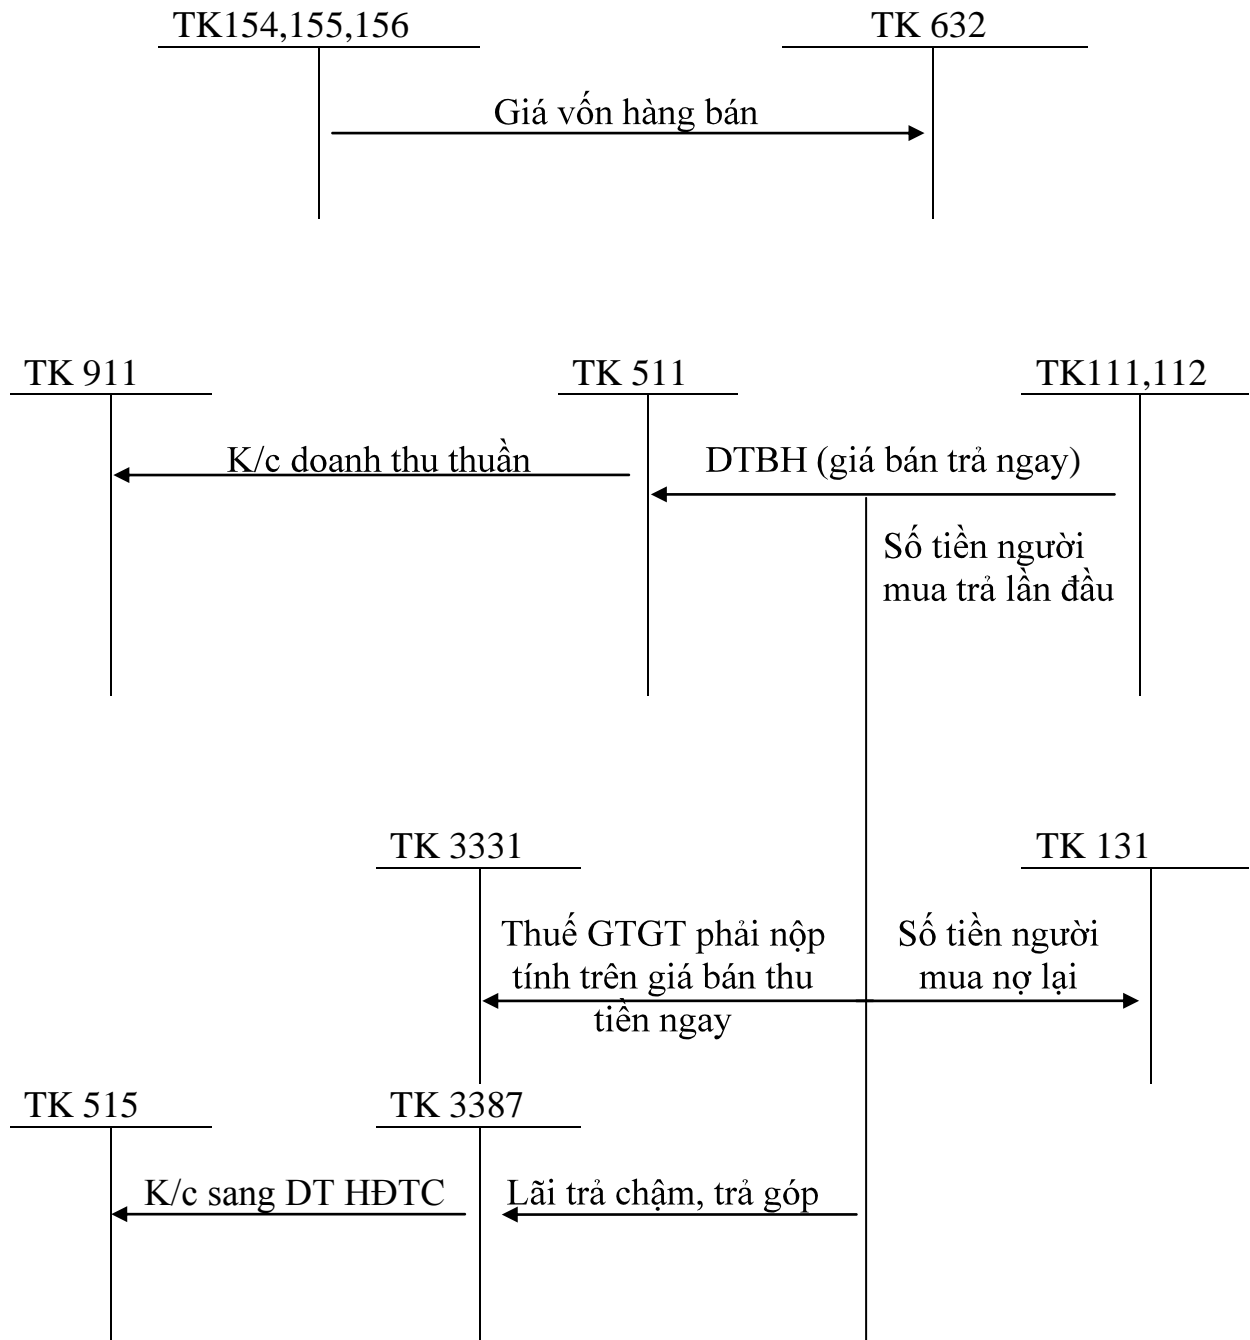 TK154,155,156
TK 632
Giá vốn hàng bán
TK 911
TK 511
TK111,112
K/c doanh thu thuần
DTBH (giá bán trả ngay)
Số tiền người
mua trả lần đầu
TK 3331
TK 131
Thuế GTGT phải nộp
tính trên giá bán thu
tiền ngay
Số tiền người
mua nợ lại
TK 515
TK 3387
K/c sang DT HĐTC
Lãi trả chậm, trả góp